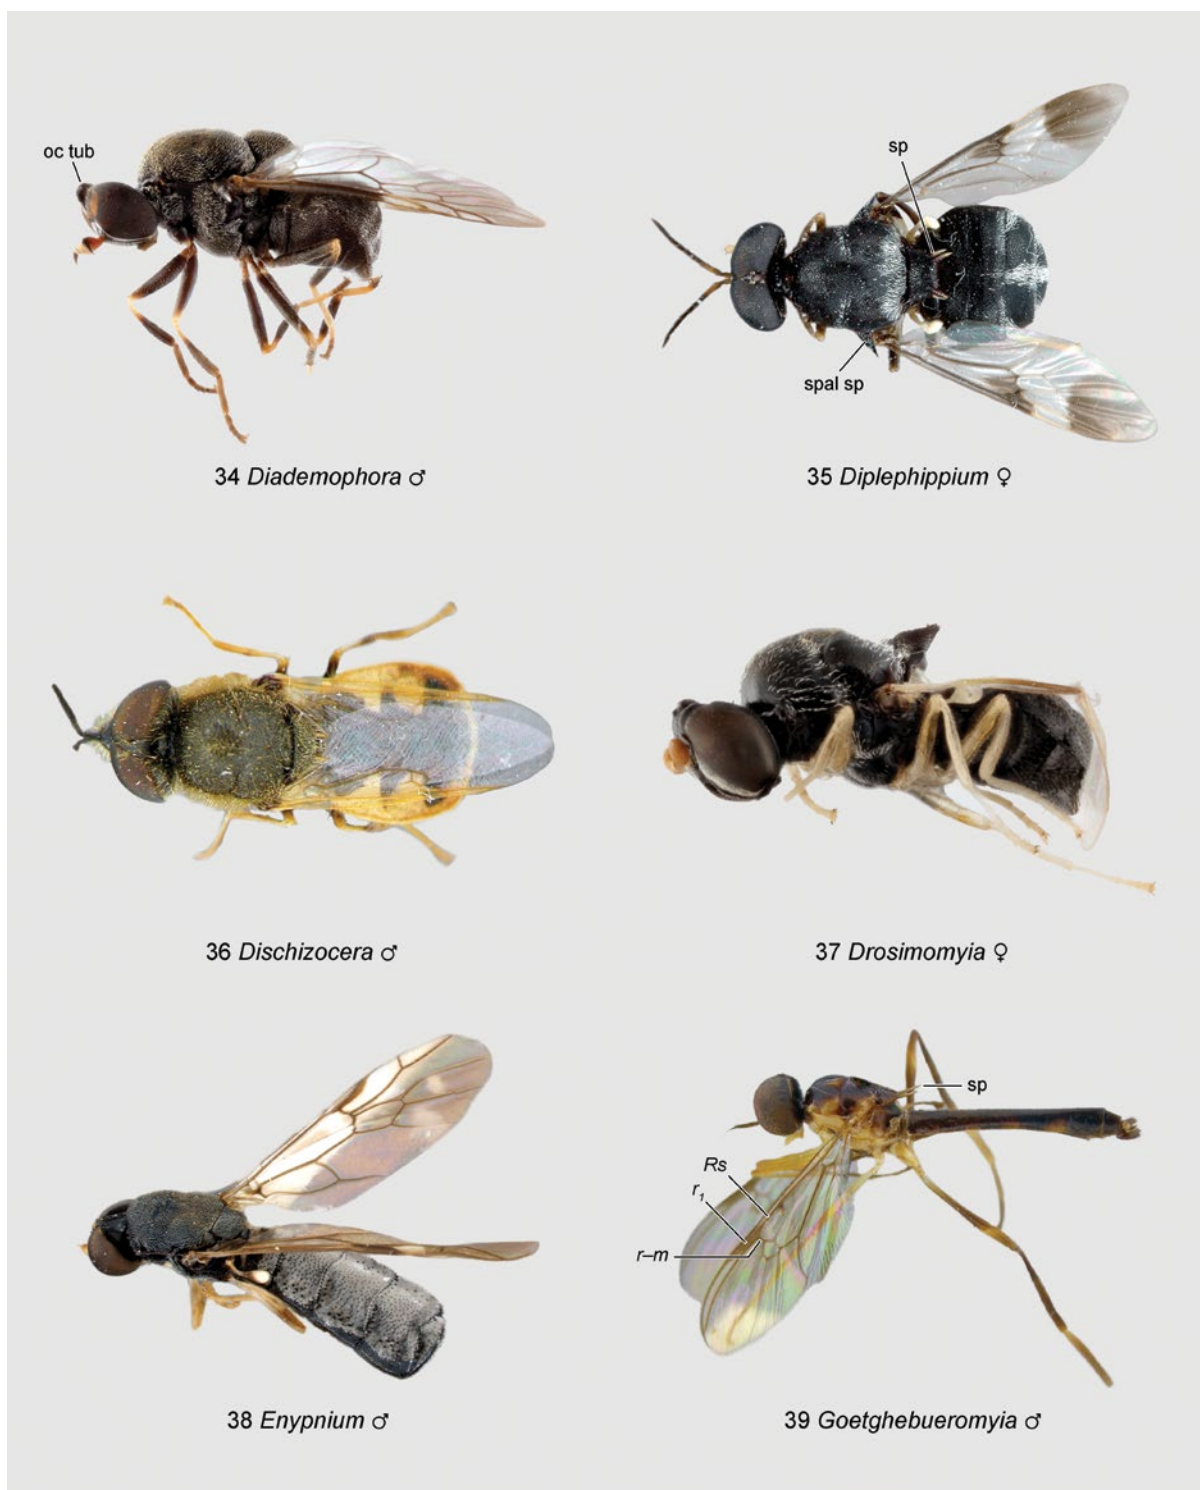 oc tub
sp
spal sp
34 Diademophora ♂
35 Diplephippium ♀
36 Dischizocera ♂
37 Drosimomyia ♀
sp
Rs
r₁
r–m
38 Enypnium ♂
39 Goetghebueromyia ♂